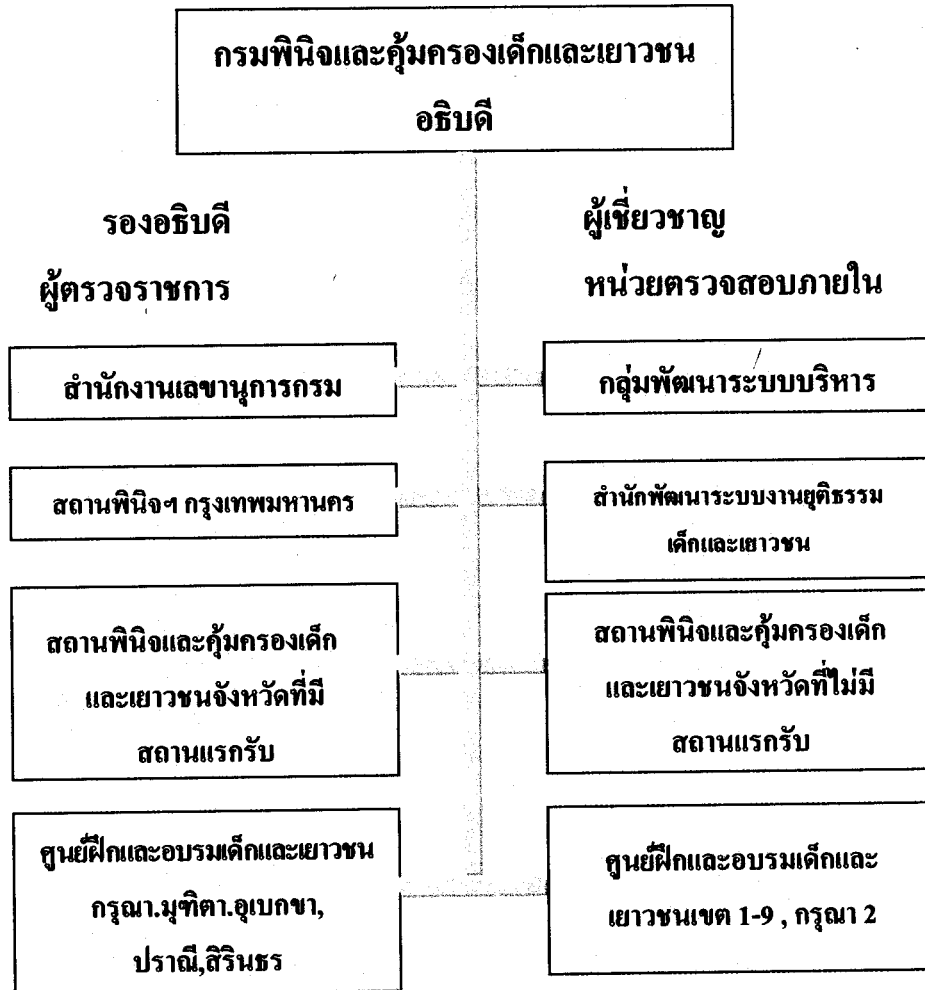 กรมพินิจและคุ้มครองเด็กและเยาวชน
อธิบดี
รองอธิบดี
ผู้ตรวจราชการ
ผู้เชี่ยวชาญ
หน่วยตรวจสอบภายใน
สำนักงานเลขานุการกรม
กลุ่มพัฒนาระบบบริหาร
สถานพินิจฯ กรุงเทพมหานคร
สำนักพัฒนาระบบงานยุติธรรม
เด็กและเยาวชน
สถานพินิจและคุ้มครองเด็ก
และเยาวชนจังหวัดที่มี
สถานแรกรับ
สถานพินิจและคุ้มครองเด็ก
และเยาวชนจังหวัดที่ไม่มี
สถานแรกรับ
ศูนย์ฝึกและอบรมเด็กและเยาวชน
กรุณา.มุฑิตา.อุเบกขา,
ปราณี,สิรินธร
ศูนย์ฝึกและอบรมเด็กและ
เยาวชนเขต 1-9 , กรุณา 2